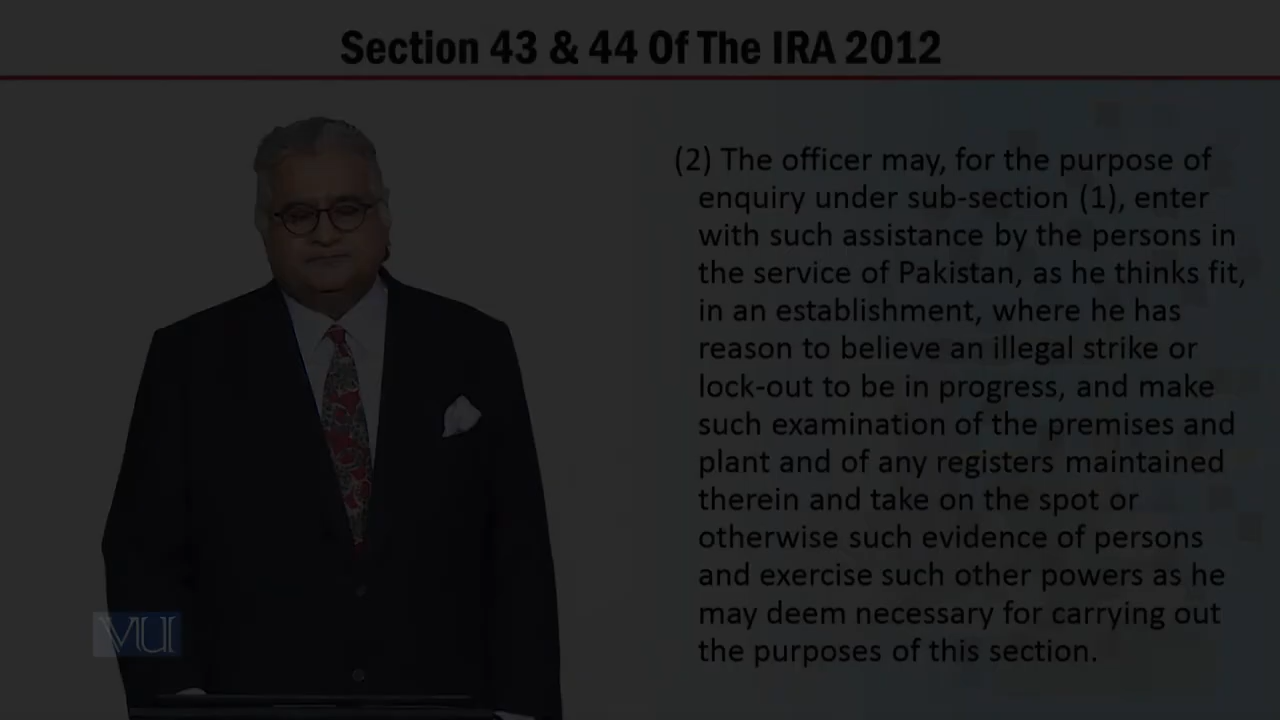 Section 43 & 44 Of The IRA 2012
(2) The officer may, for the purpose of
enquiry under sub-section (1), enter
with such assistance by the persons in
the service of Pakistan, as he thinks fit,
in an establishment, where he has
reason to believe an illegal strike or
lock-out to be in progress, and make
such examination of the premises and
plant and of any registers maintained
therein and take on the spot or
otherwise such evidence of persons
and exercise such other powers as he
may deem necessary for carrying out
the purposes of this section.
VU